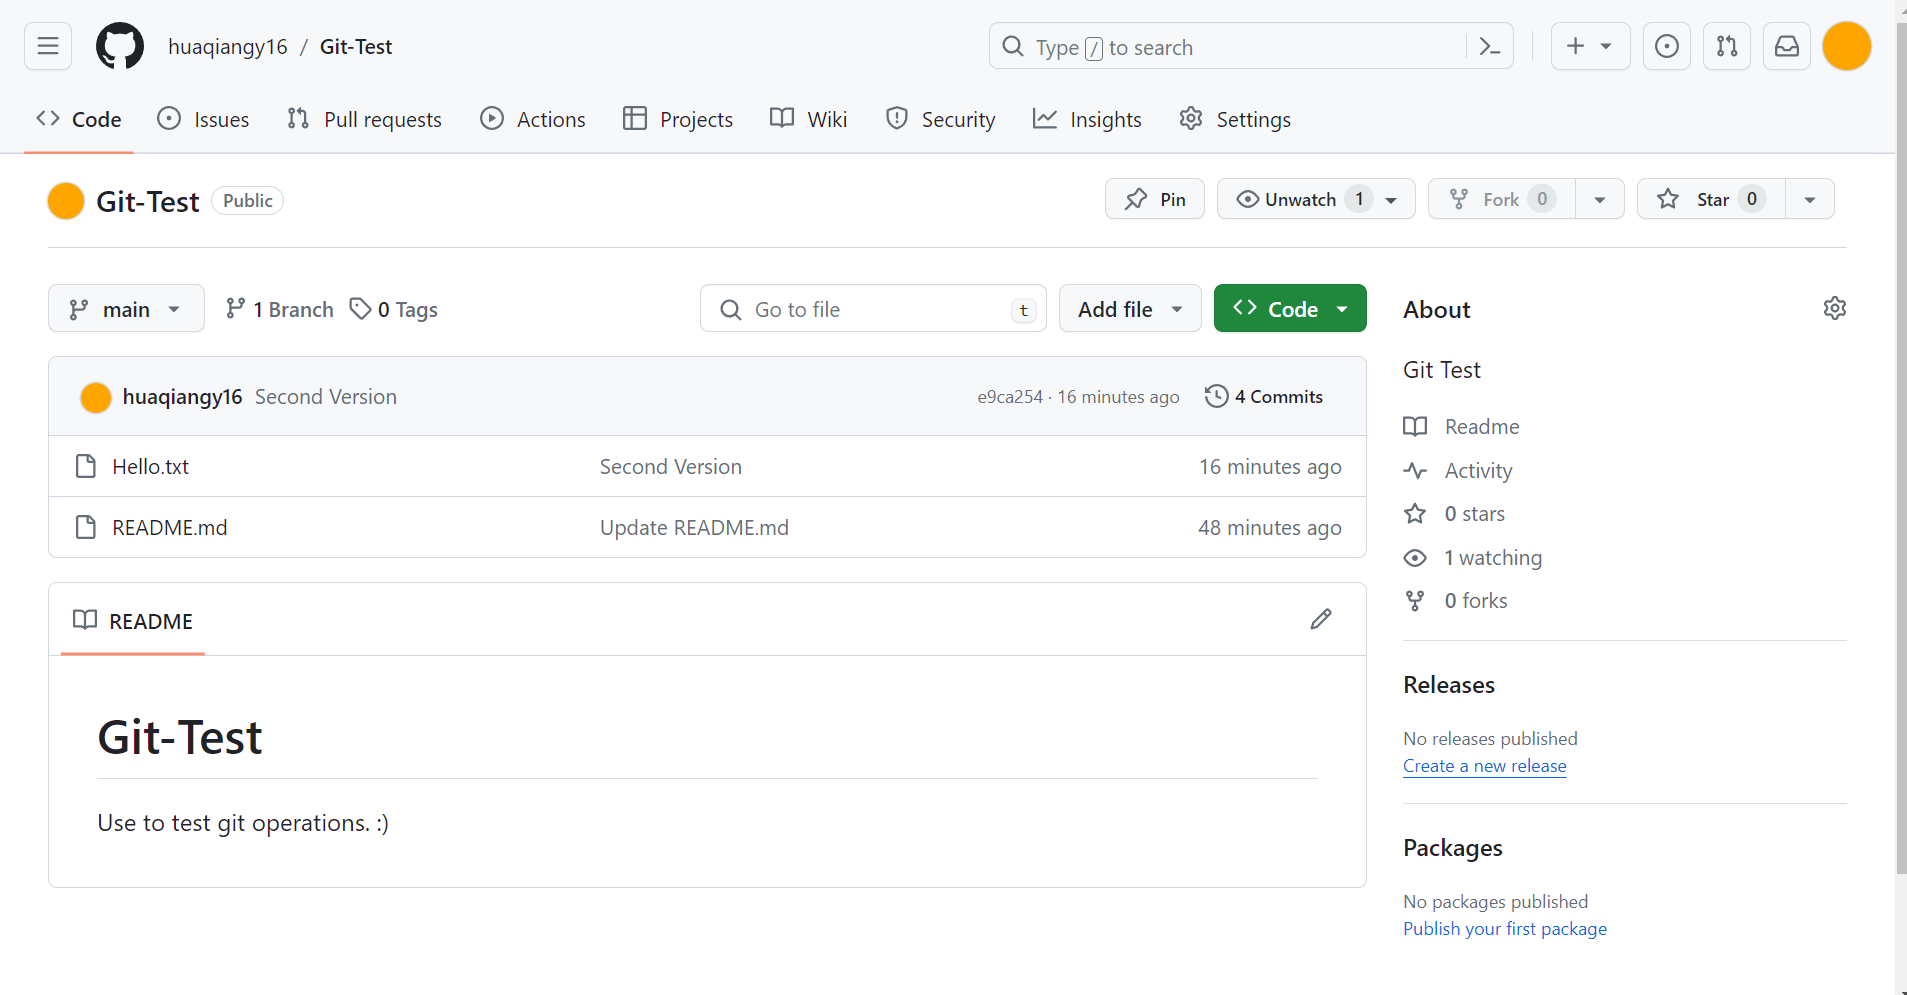 huaqiangy16 / Git-Test
Type / to search
Code Issues Pull requests Actions Projects Wiki Security Insights Settings
Git-Test Public
Pin Unwatch 1 Fork 0 Star 0
main 1 Branch 0 Tags Go to file t Add file Code
huaqiangy16 Second Version e9ca254 · 16 minutes ago 4 Commits
Hello.txt Second Version 16 minutes ago
README.md Update README.md 48 minutes ago
README
Git-Test
Use to test git operations. :)
About
Git Test
Readme
Activity
0 stars
1 watching
0 forks
Releases
No releases published
Create a new release
Packages
No packages published
Publish your first package